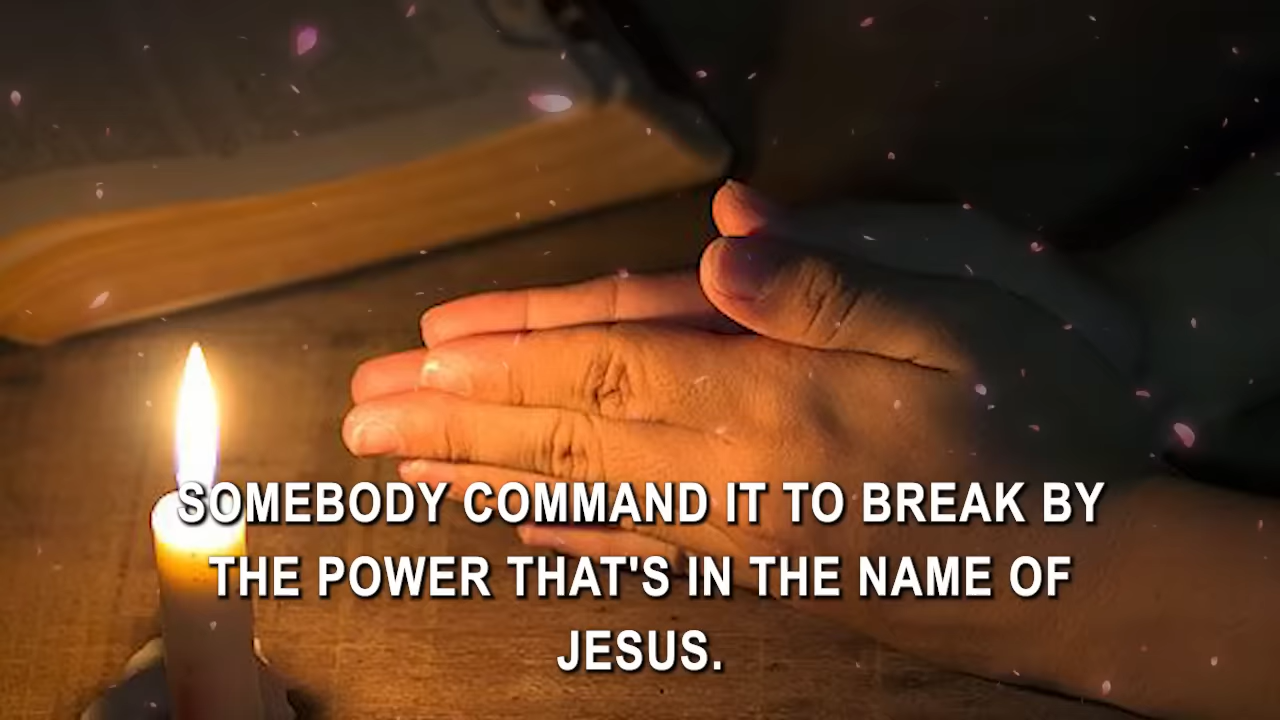 SOMEBODY COMMAND IT TO BREAK BY
THE POWER THAT'S IN THE NAME OF
JESUS.